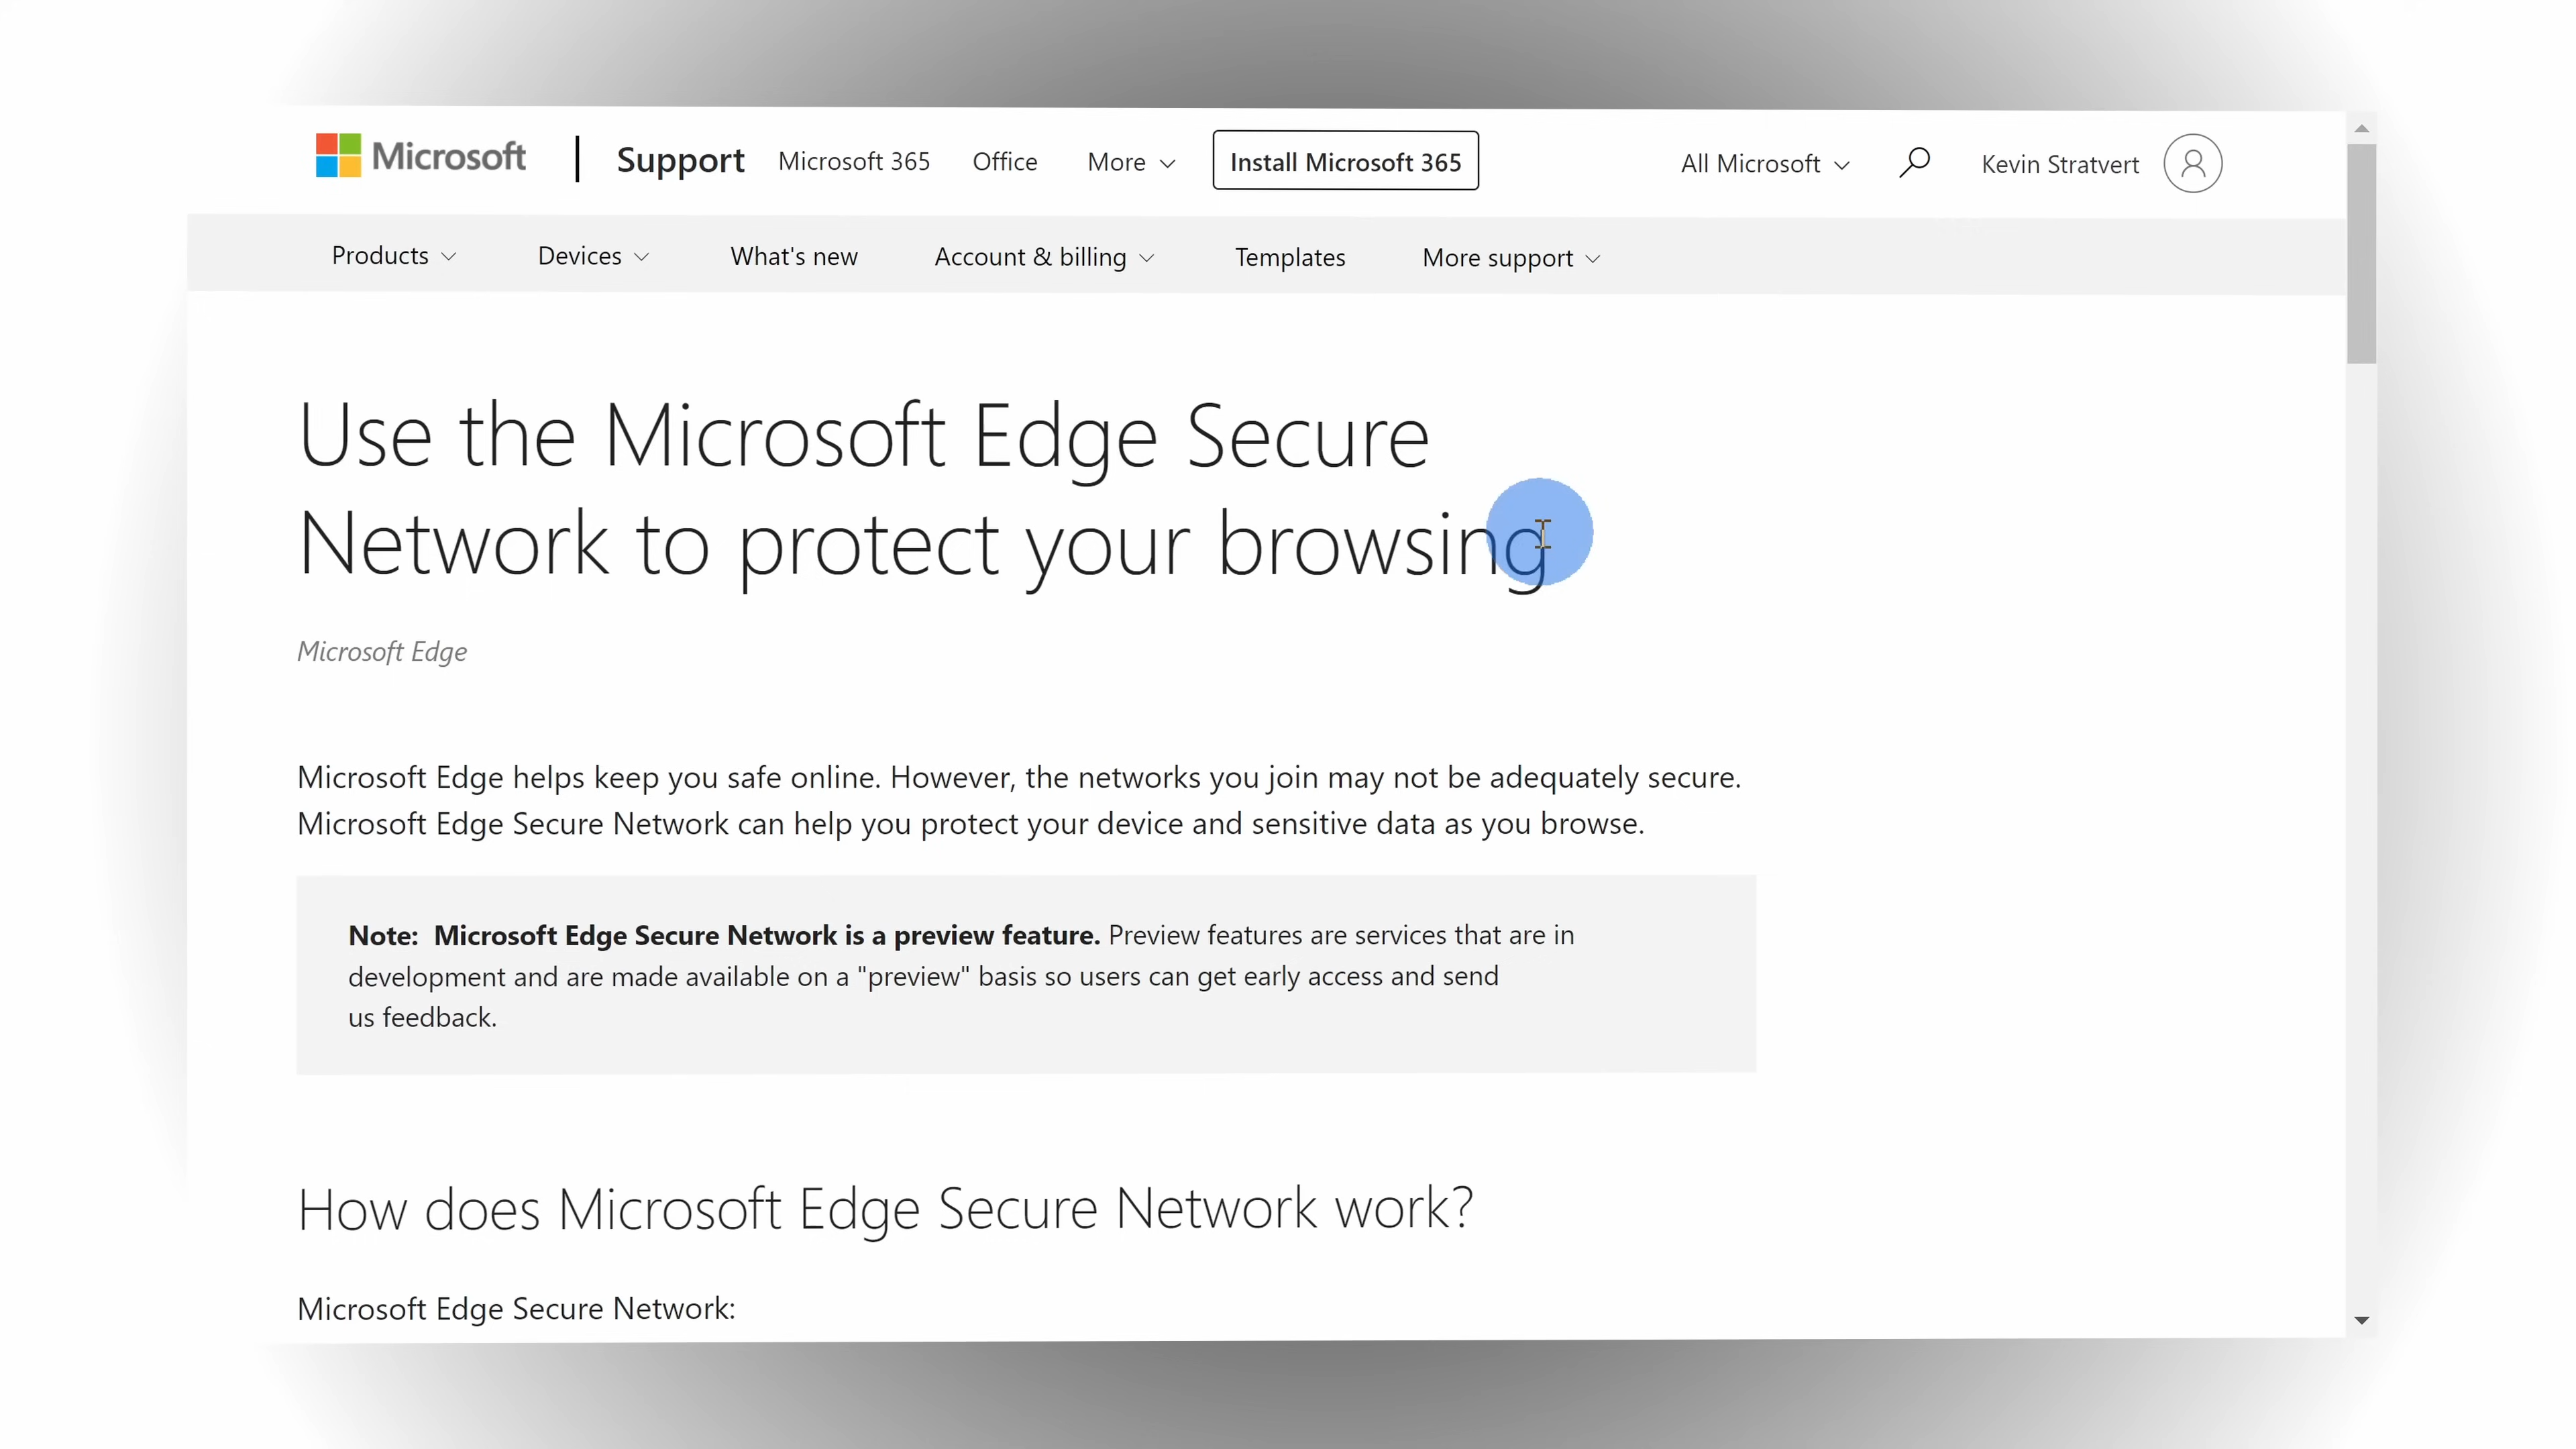 Microsoft Support Microsoft 365 Office More Install Microsoft 365 All Microsoft Kevin Stratvert
Products Devices What's new Account & billing Templates More support
Use the Microsoft Edge Secure
Network to protect your browsing
Microsoft Edge
Microsoft Edge helps keep you safe online. However, the networks you join may not be adequately secure.
Microsoft Edge Secure Network can help you protect your device and sensitive data as you browse.
Note: Microsoft Edge Secure Network is a preview feature. Preview features are services that are in
development and are made available on a "preview" basis so users can get early access and send
us feedback.
How does Microsoft Edge Secure Network work?
Microsoft Edge Secure Network: